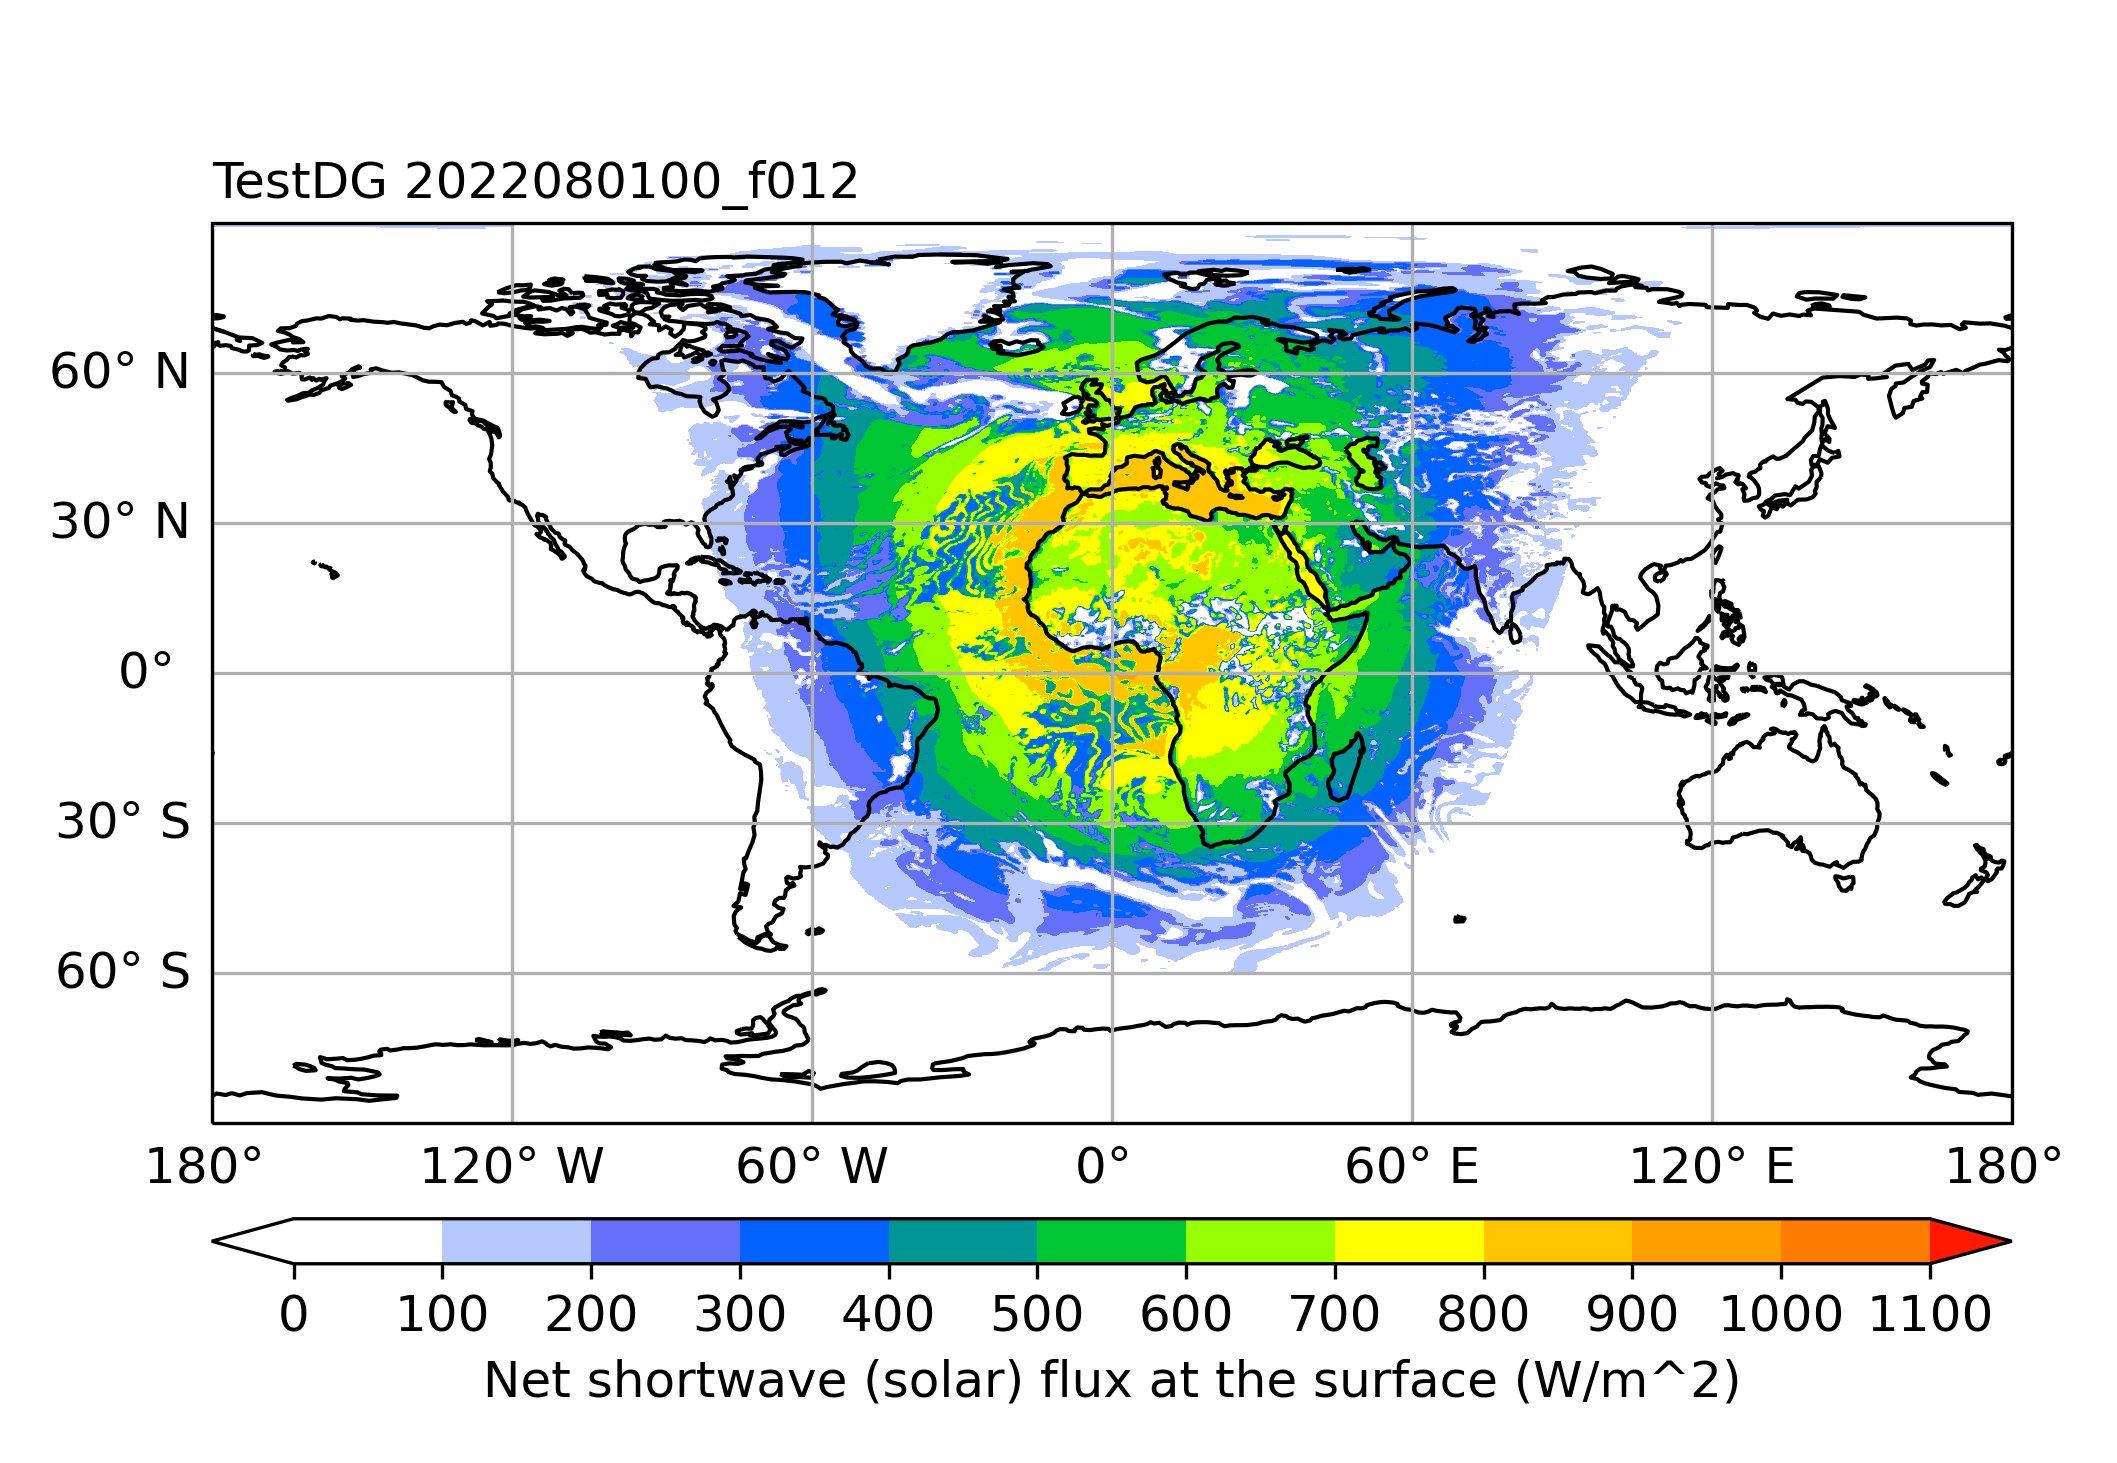 TestDG 2022080100_f012
60° N
30° N
0°
30° S
60° S
180° 120° W 60° W 0° 60° E 120° E 180°
0 100 200 300 400 500 600 700 800 900 1000 1100
Net shortwave (solar) flux at the surface (W/m^2)